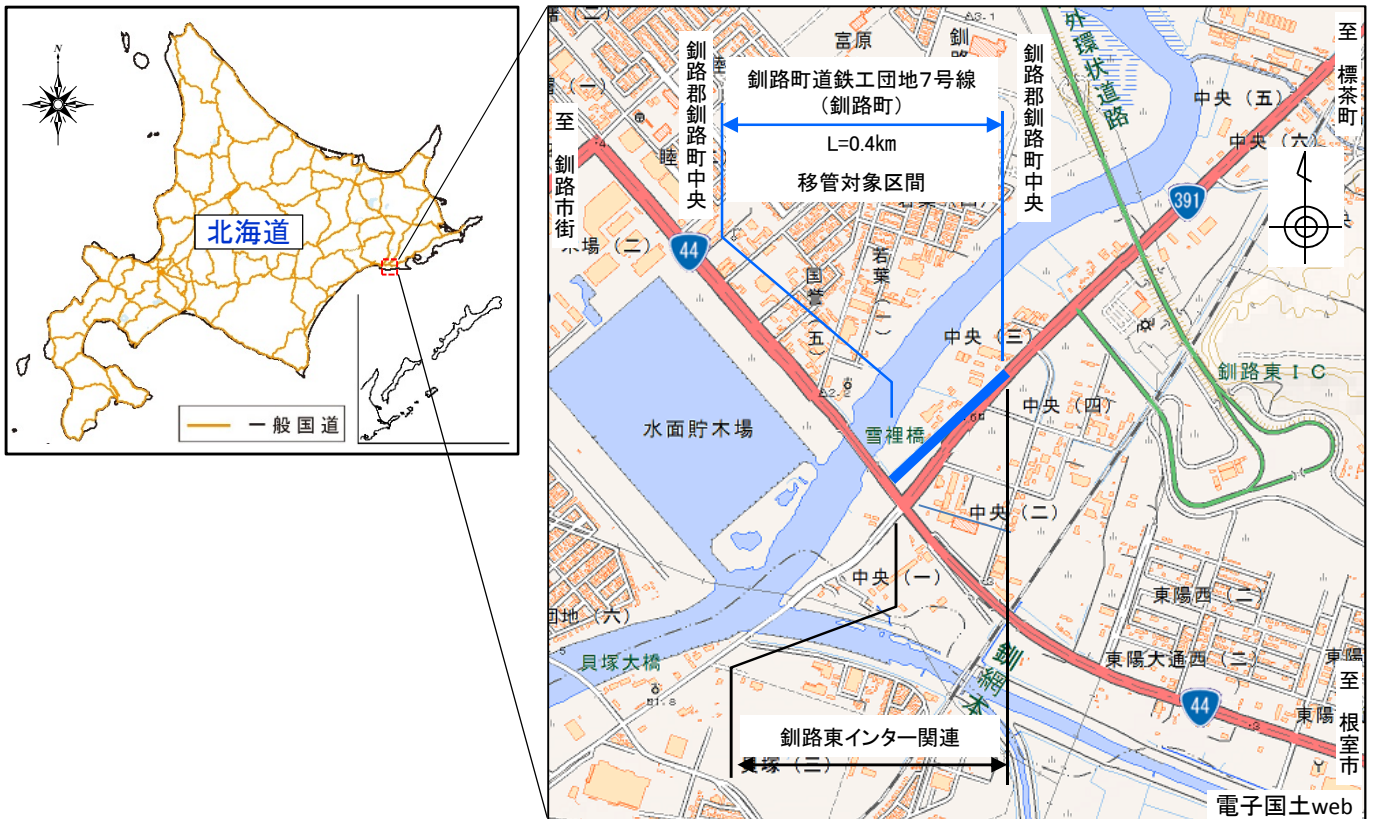 N
北海道
一般国道
釧路郡釧路町中央
釧路町道鉄工団地7号線
（釧路町）
L=0.4km
移管対象区間
釧路郡釧路町中央
至 標茶町
至 釧路市街
富原
釧路
外環状道路
中央（五）
中央（六）
391
44
木場（二）
国誉（五）
若葉（一）
中央（三）
釧路東IC
中央（四）
水面貯木場
雪裡橋
中央（二）
中央（一）
東陽西（二）
団地（六）
貝塚大橋
釧網本
東陽大通西（二）
東陽
至 根室市
44
東陽
釧路東インター関連
貝塚（三）
電子国土web